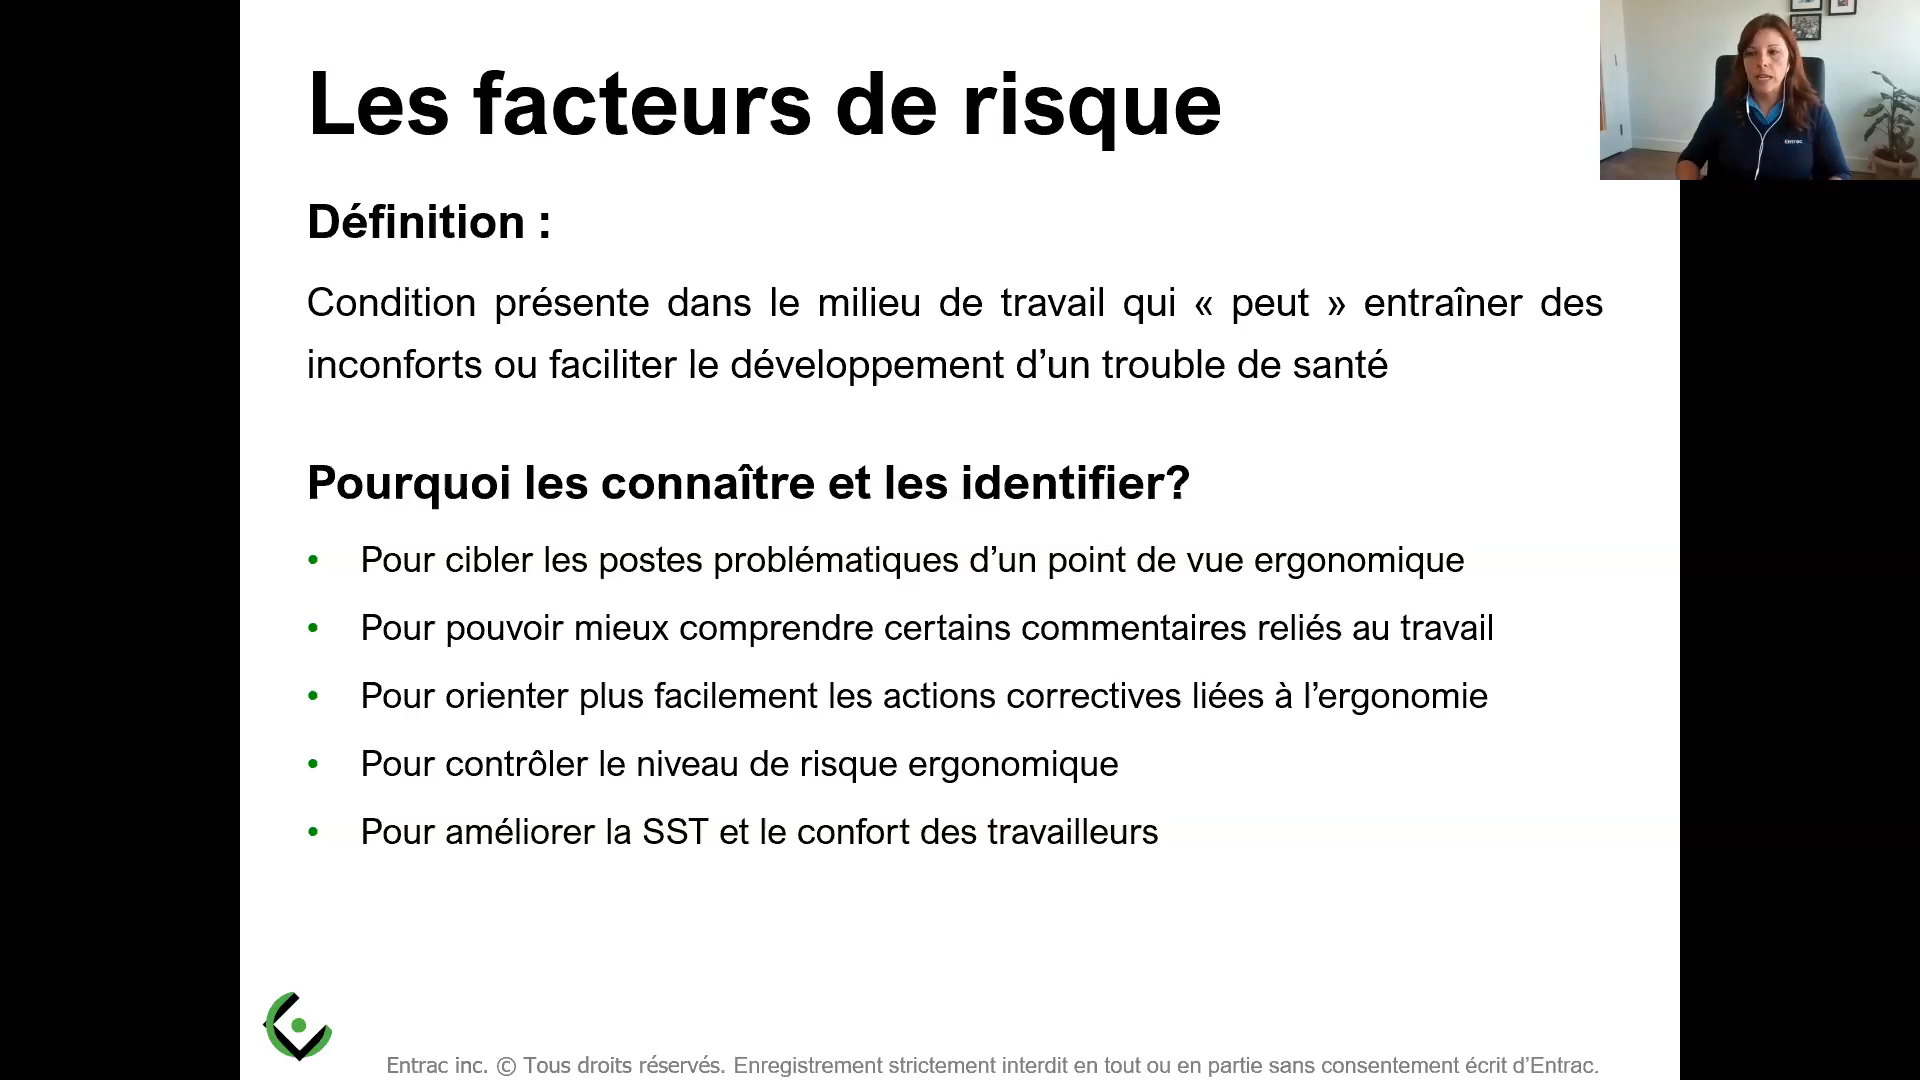 Les facteurs de risque
Entrac
Définition :
Condition présente dans le milieu de travail qui « peut » entraîner des
inconforts ou faciliter le développement d’un trouble de santé
Pourquoi les connaître et les identifier?
• Pour cibler les postes problématiques d’un point de vue ergonomique
• Pour pouvoir mieux comprendre certains commentaires reliés au travail
• Pour orienter plus facilement les actions correctives liées à l’ergonomie
• Pour contrôler le niveau de risque ergonomique
• Pour améliorer la SST et le confort des travailleurs
Entrac inc. © Tous droits réservés. Enregistrement strictement interdit en tout ou en partie sans consentement écrit d’Entrac.